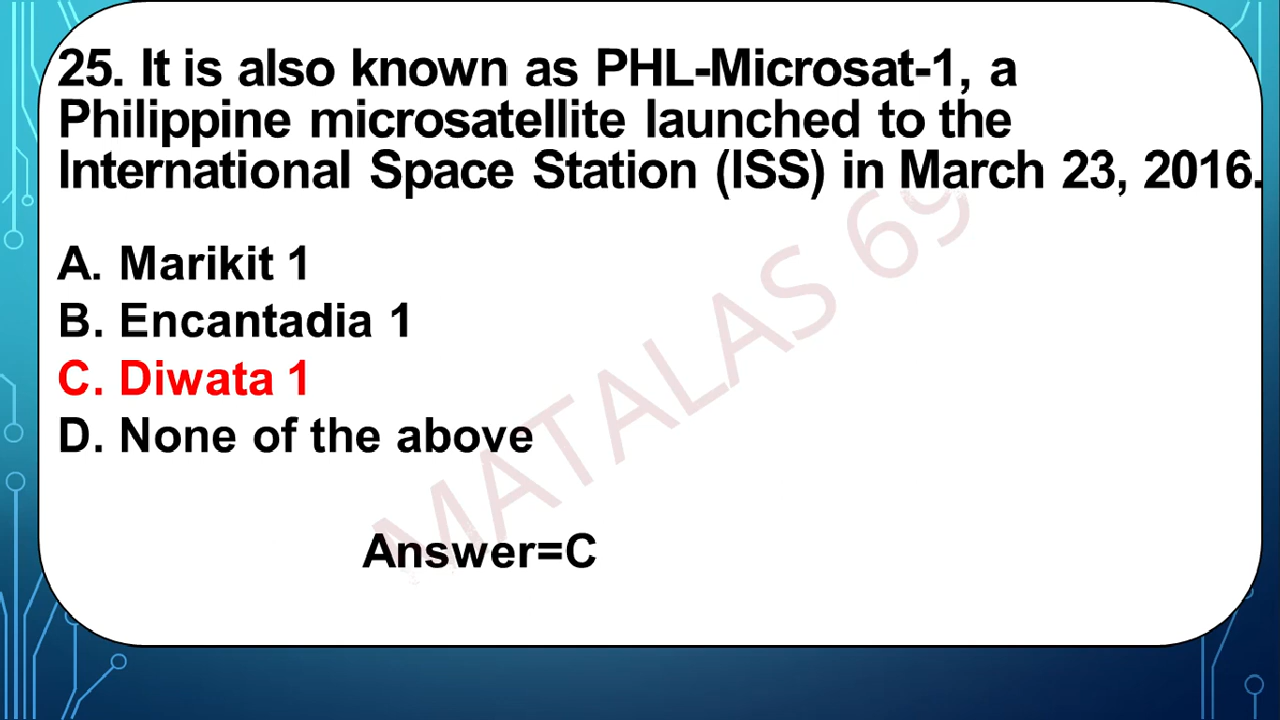 25. It is also known as PHL-Microsat-1, a
Philippine microsatellite launched to the
International Space Station (ISS) in March 23, 2016.
A. Marikit 1
B. Encantadia 1
C. Diwata 1
D. None of the above
Answer=C
MATALAS 69